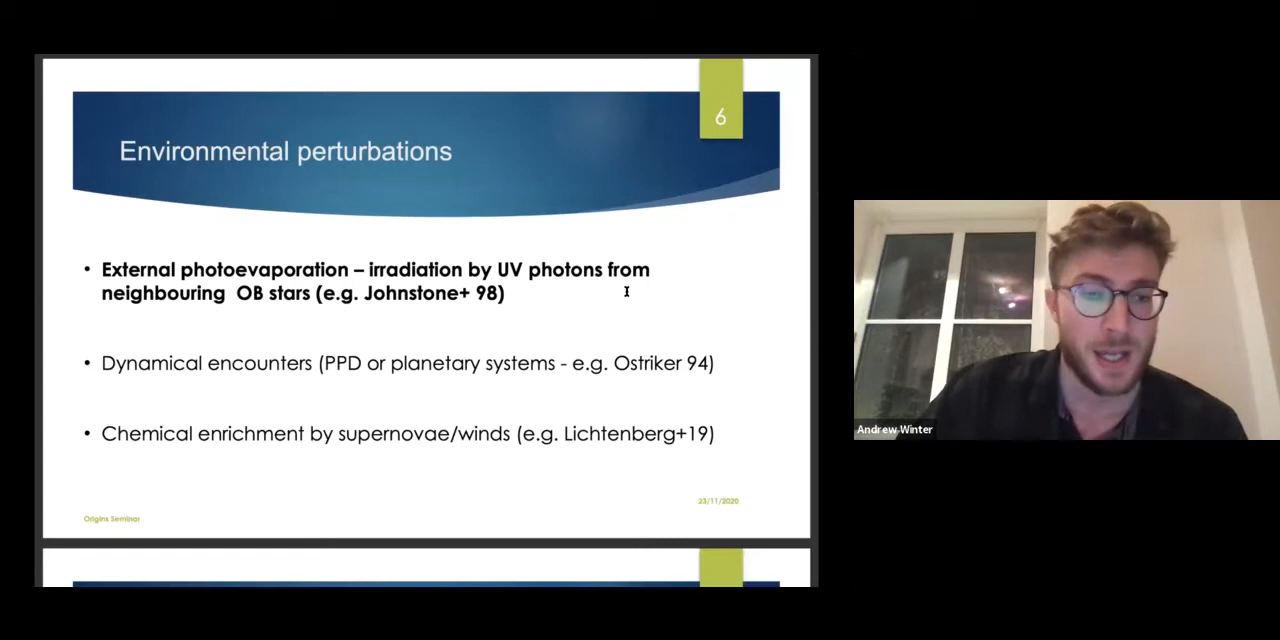 6
Environmental perturbations
• External photoevaporation – irradiation by UV photons from
neighbouring OB stars (e.g. Johnstone+ 98)
• Dynamical encounters (PPD or planetary systems - e.g. Ostriker 94)
• Chemical enrichment by supernovae/winds (e.g. Lichtenberg+19)
23/11/2020
Origins Seminar
Andrew Winter